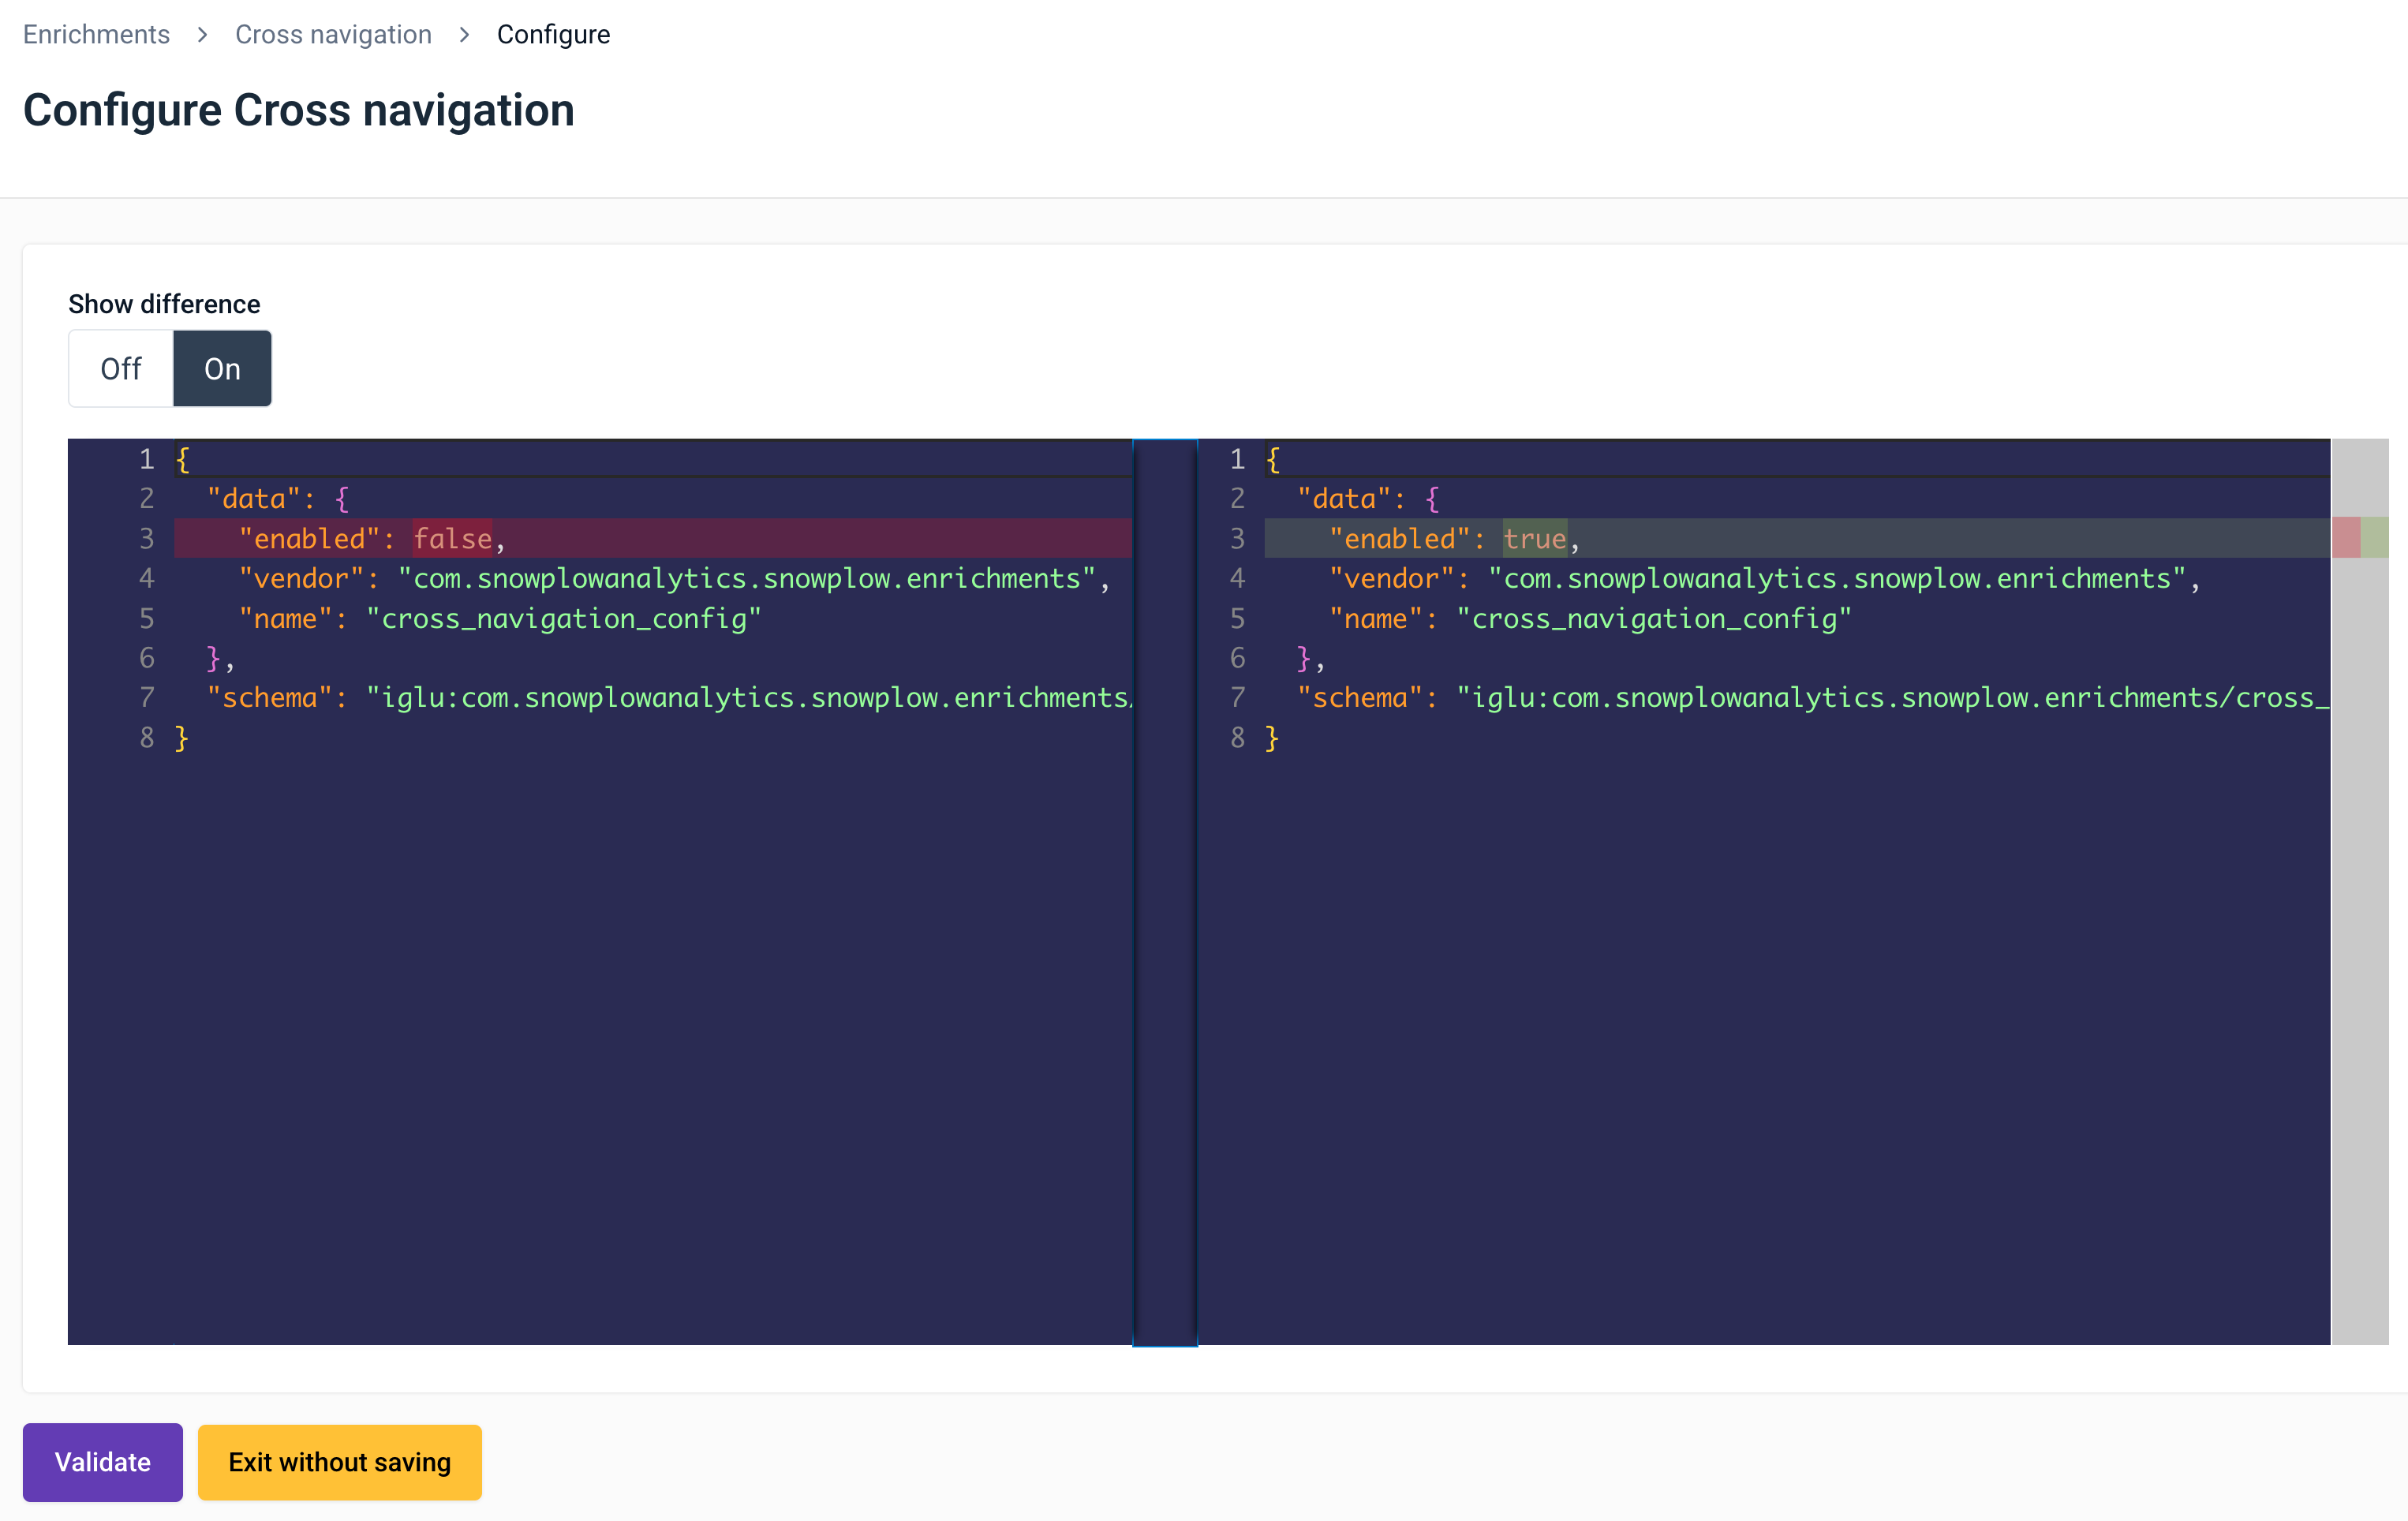 Enrichments > Cross navigation > Configure
Configure Cross navigation
Show difference
Off On
1 {
2 "data": {
3 "enabled": false,
4 "vendor": "com.snowplowanalytics.snowplow.enrichments",
5 "name": "cross_navigation_config"
6 },
7 "schema": "iglu:com.snowplowanalytics.snowplow.enrichments/
8 }
1 {
2 "data": {
3 "enabled": true,
4 "vendor": "com.snowplowanalytics.snowplow.enrichments",
5 "name": "cross_navigation_config"
6 },
7 "schema": "iglu:com.snowplowanalytics.snowplow.enrichments/cross_
8 }
Validate Exit without saving